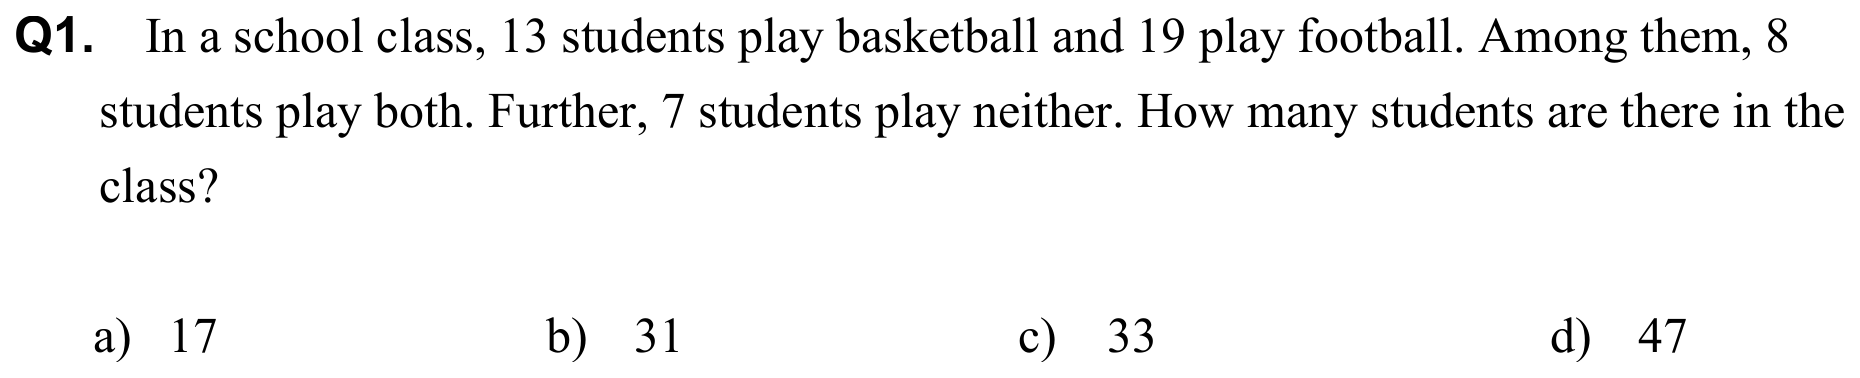 Q1. In a school class, 13 students play basketball and 19 play football. Among them, 8
students play both. Further, 7 students play neither. How many students are there in the
class?
a) 17 b) 31 c) 33 d) 47